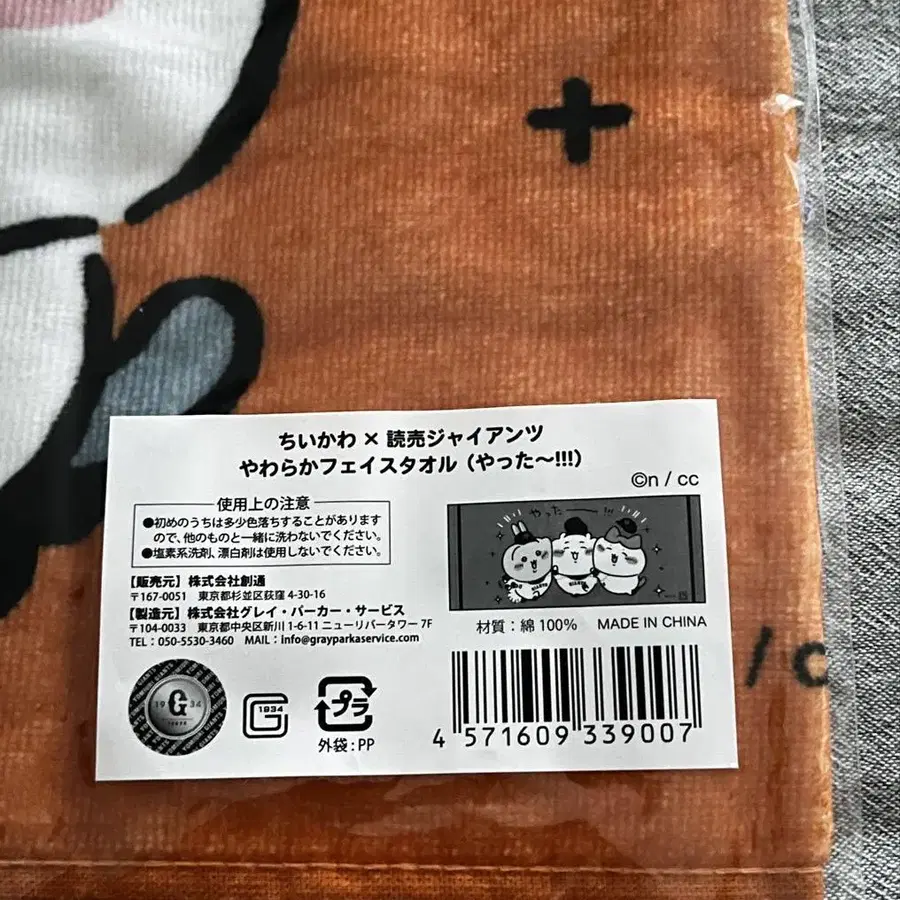 ちいかわ × 読売ジャイアンツ
やわらかフェイスタオル（やった〜!!!）
©n / cc
使用上の注意
●初めのうちは多少色落ちすることがあります
ので、他のものと一緒に洗わないでください。
●塩素系洗剤、漂白剤は使用しないでください。
やったー!!!
【販売元】株式会社創通
〒167-0051 東京都杉並区荻窪 4-30-16
【製造元】株式会社グレイ・パーカー・サービス
〒104-0033 東京都中央区新川 1-6-11 ニューリバータワー 7F
TEL：050-5530-3460 MAIL：info@grayparkaservice.com
材質：綿 100% MADE IN CHINA
19 G 34
1934
G
プラ
外袋：PP
4 571609 339007
/ c